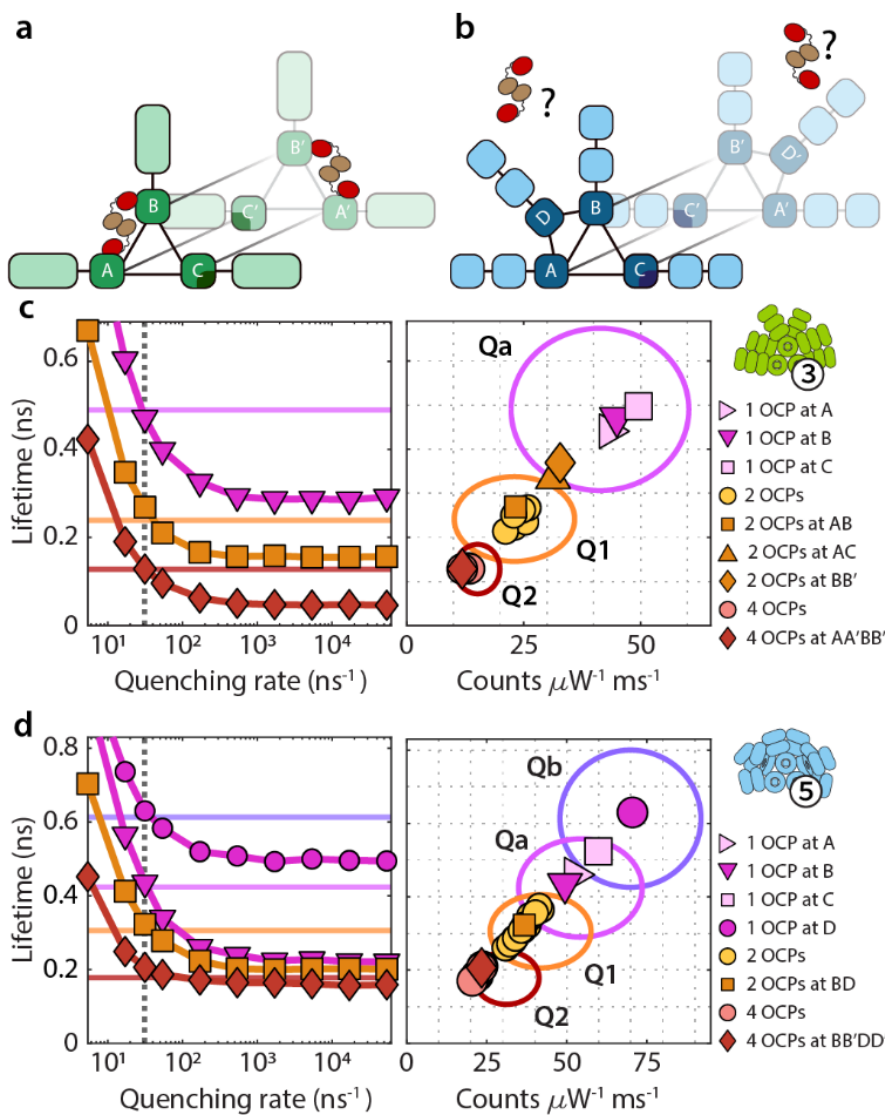 a
b
?
?
B'
B'
D'
B
C'
A'
D
B
C'
A'
A
C
A
C
c
0.6
0.4
0.2
0
Lifetime (ns)
10¹ 10² 10³ 10⁴
Quenching rate (ns⁻¹)
Qa
Q1
Q2
25 50
Counts μW⁻¹ ms⁻¹
3
1 OCP at A
1 OCP at B
1 OCP at C
2 OCPs
2 OCPs at AB
2 OCPs at AC
2 OCPs at BB'
4 OCPs
4 OCPs at AA'BB'
d
0.8
0.6
0.4
0.2
0
Lifetime (ns)
10¹ 10² 10³ 10⁴
Quenching rate (ns⁻¹)
Qb
Qa
Q1
Q2
25 50 75
Counts μW⁻¹ ms⁻¹
5
1 OCP at A
1 OCP at B
1 OCP at C
1 OCP at D
2 OCPs
2 OCPs at BD
4 OCPs
4 OCPs at BB'DD'